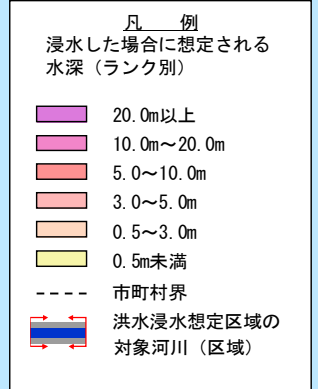 凡　例
浸水した場合に想定される
水深（ランク別）
20.0m以上
10.0m～20.0m
5.0～10.0m
3.0～5.0m
0.5～3.0m
0.5m未満
市町村界
洪水浸水想定区域の
対象河川（区域）